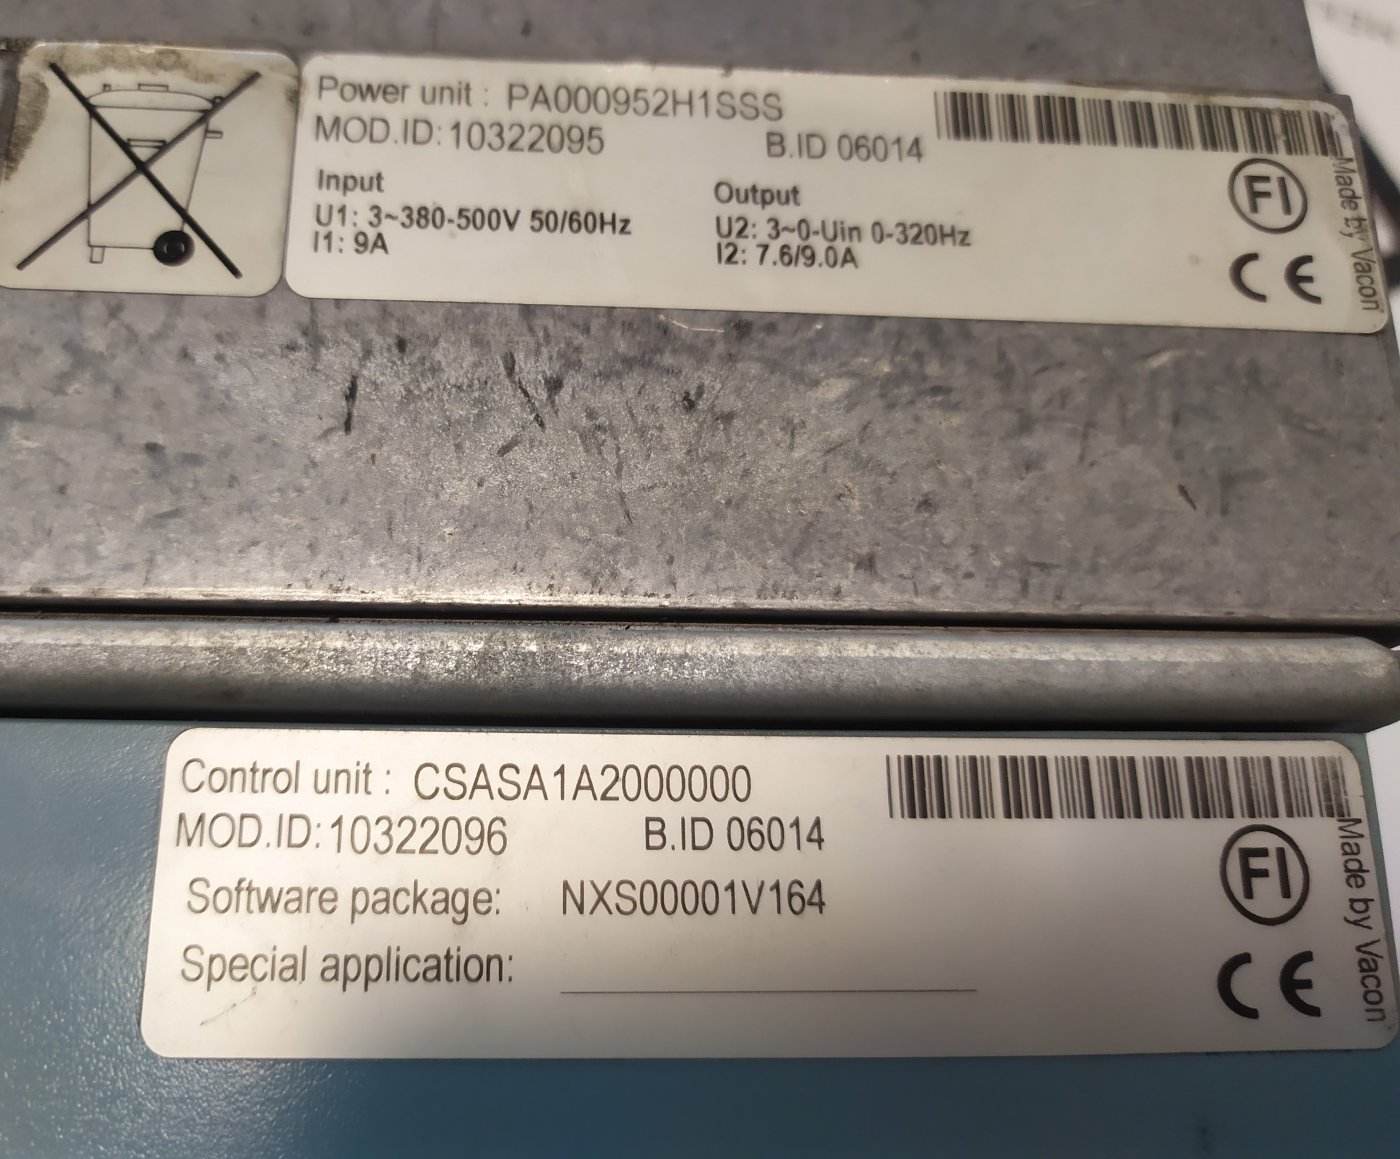 Power unit : PA000952H1SSS
MOD.ID: 10322095 B.ID 06014
Input
U1: 3~380-500V 50/60Hz
I1: 9A
Output
U2: 3~0-Uin 0-320Hz
I2: 7.6/9.0A
FI
CE
Made by Vacon
Control unit : CSASA1A2000000
MOD.ID: 10322096 B.ID 06014
Software package: NXS00001V164
Special application:
FI
CE
Made by Vacon